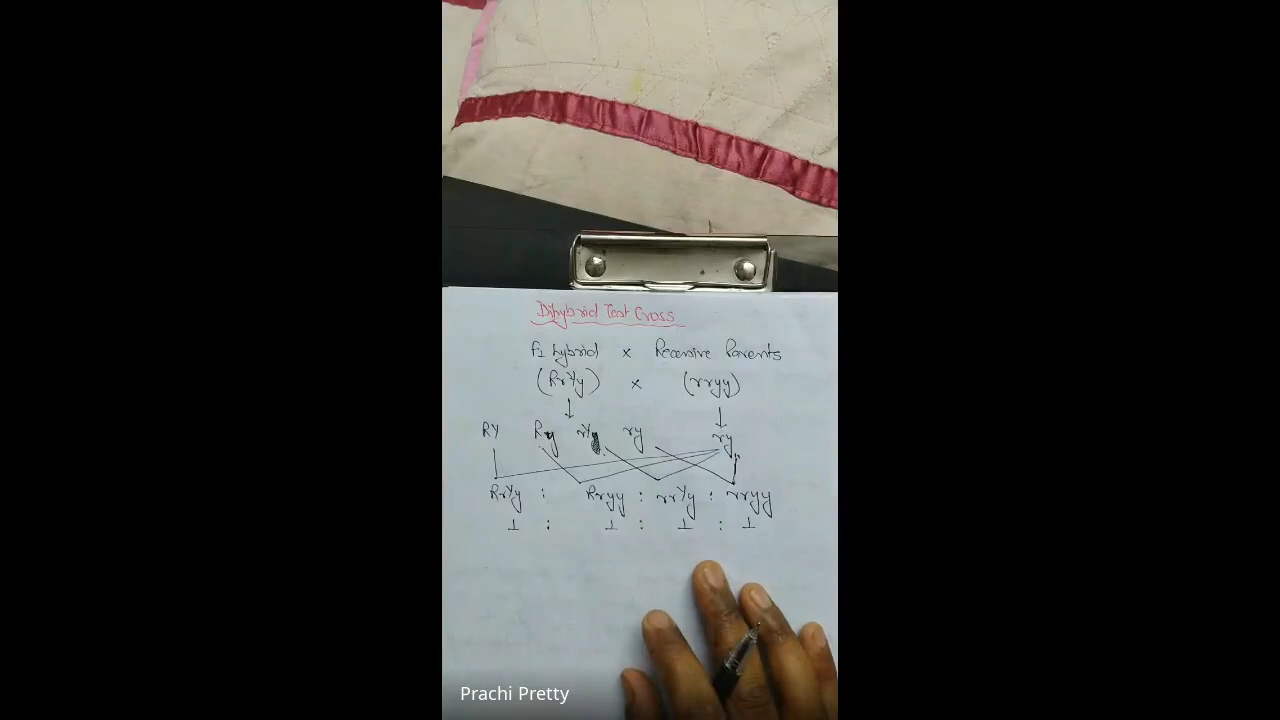 Dihybrid Test Cross
F1 hybrid × Recessive Parents
(RrYy) × (rryy)
RY Ry rY ry ry
RrYy : Rryy : rrYy : rryy
1 : 1 : 1 : 1
Prachi Pretty